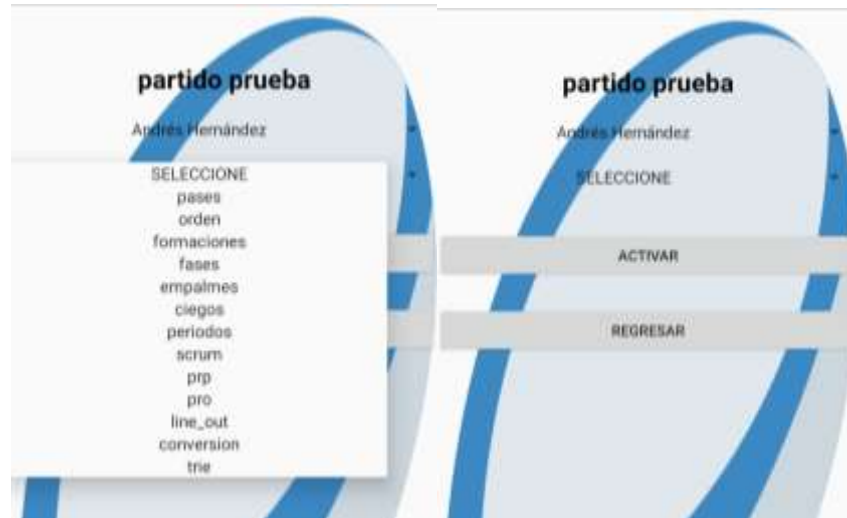 partido prueba
Andrés Hernández
SELECCIONE
pases
orden
formaciones
fases
empalmes
ciegos
periodos
scrum
prp
pro
line_out
conversion
trie
partido prueba
Andrés Hernández
SELECCIONE
ACTIVAR
REGRESAR